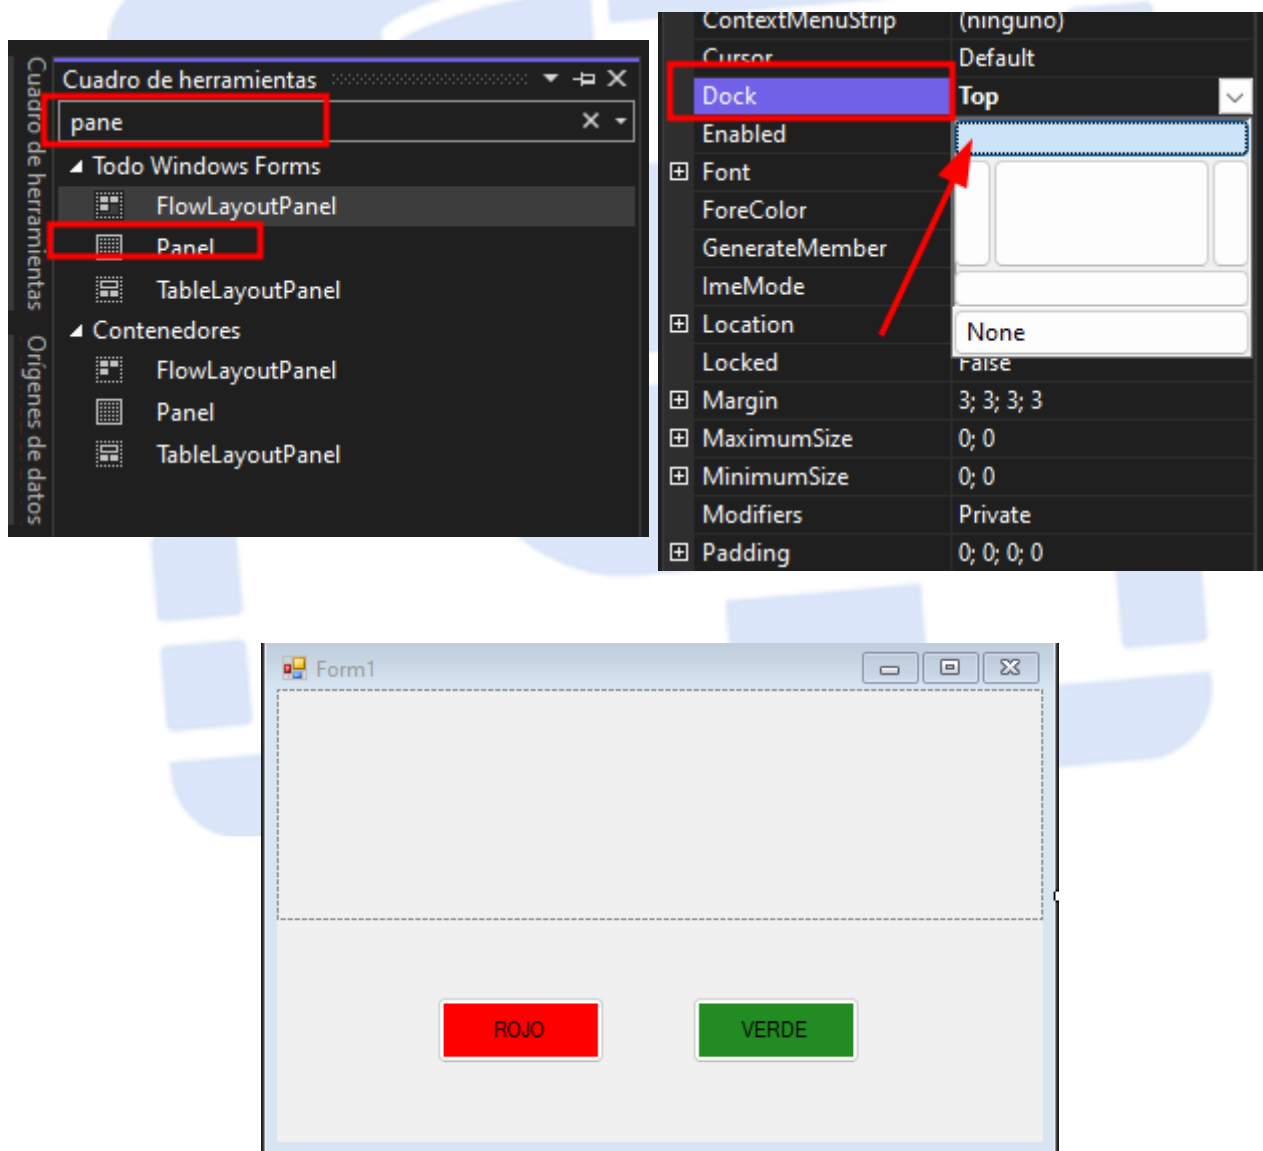 Cuadro de herramientas
Orígenes de datos
Cuadro de herramientas
pane
Todo Windows Forms
FlowLayoutPanel
Panel
TableLayoutPanel
Contenedores
FlowLayoutPanel
Panel
TableLayoutPanel
ContextMenuStrip (ninguno)
Cursor Default
Dock Top
Enabled
Font
ForeColor
GenerateMember
ImeMode
Location None
Locked False
Margin 3; 3; 3; 3
MaximumSize 0; 0
MinimumSize 0; 0
Modifiers Private
Padding 0; 0; 0; 0
Form1
ROJO VERDE